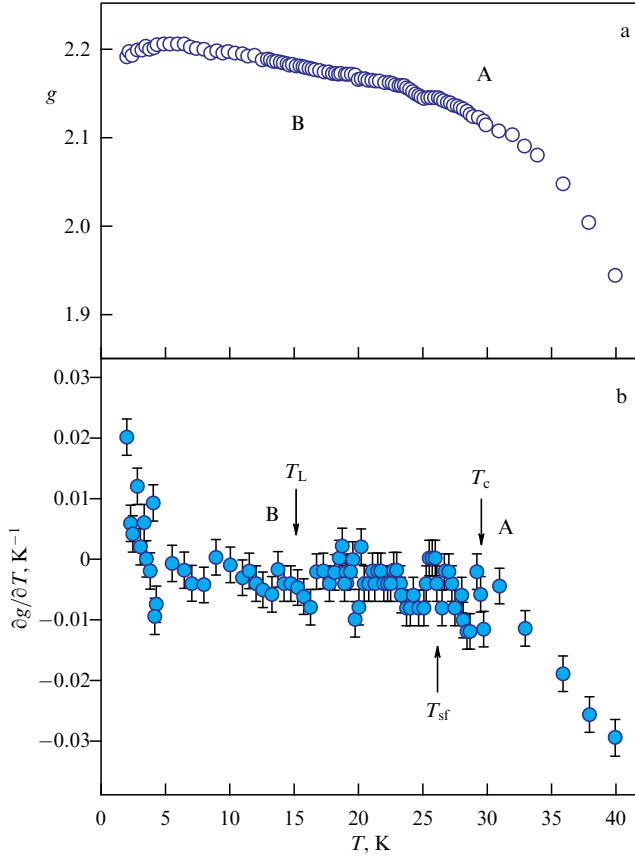 a
2.2
g
A
B
2.1
2.0
1.9
b
0.03
0.02
T_L
T_c
0.01
B
A
0
∂g/∂T, K⁻¹
−0.01
−0.02
T_sf
−0.03
0 5 10 15 20 25 30 35 40
T, K